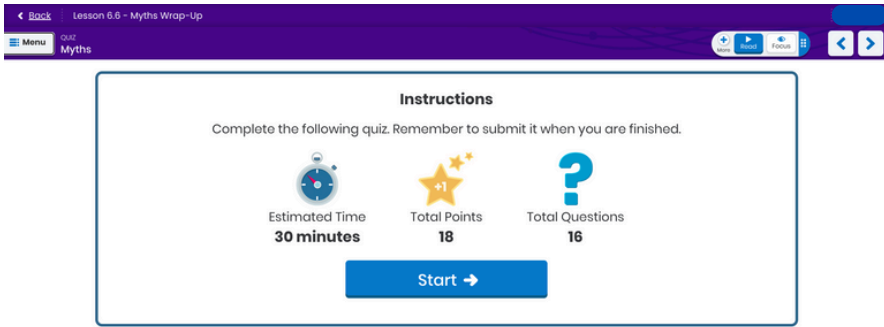 Back Lesson 6.6 - Myths Wrap-Up
Menu
QUIZ
Myths
More Read Focus
Instructions
Complete the following quiz. Remember to submit it when you are finished.
+1
Estimated Time Total Points Total Questions
30 minutes 18 16
Start